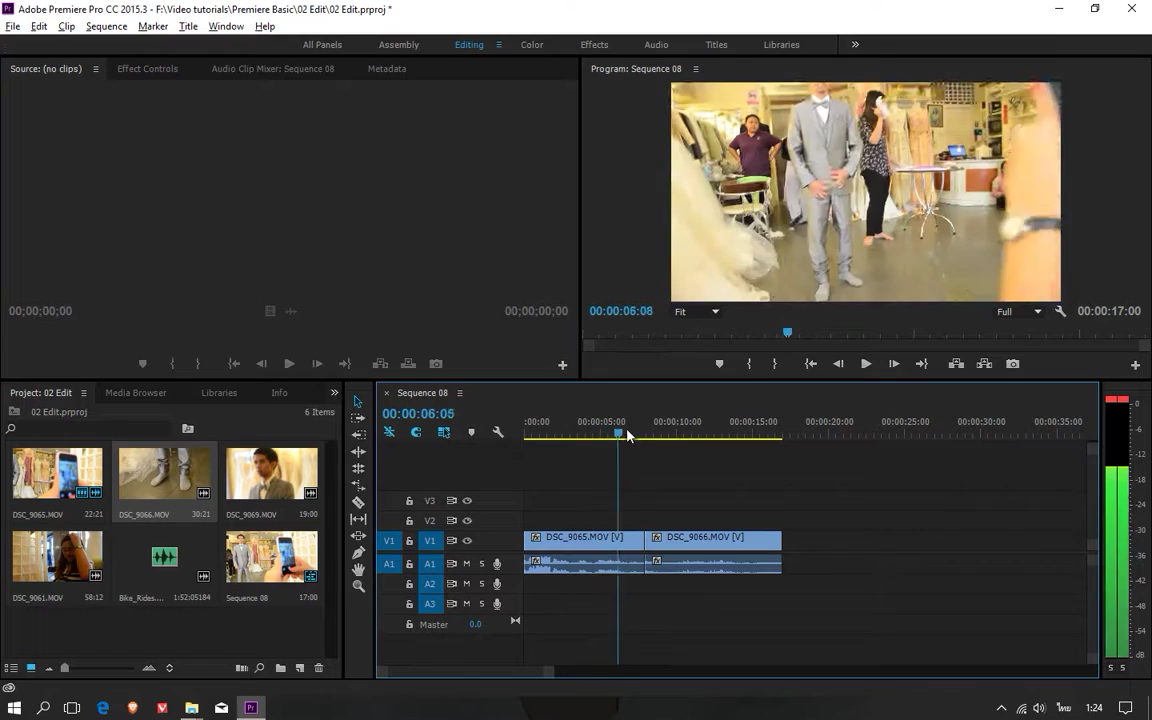 Adobe Premiere Pro CC 2015.3 - F:\Video tutorials\Premiere Basic\02 Edit\02 Edit.prproj *
File Edit Clip Sequence Marker Title Window Help
All Panels Assembly Editing Color Effects Audio Titles Libraries
Source: (no clips) Effect Controls Audio Clip Mixer: Sequence 08 Metadata
Program: Sequence 08
00;00;00;00 00;00;00;00
00:00:06:08 Fit Full 00:00:17:00
Project: 02 Edit Media Browser Libraries Info
02 Edit.prproj 6 Items
DSC_9065.MOV 22:21
DSC_9066.MOV 30:21
DSC_9069.MOV 19:00
DSC_9061.MOV 58:12
Bike_Rides... 1:52:05184
Sequence 08 17:00
Sequence 08
00:00:06:05
:00:00 00:00:05:00 00:00:10:00 00:00:15:00 00:00:20:00 00:00:25:00 00:00:30:00 00:00:35:00
V3
V2
V1 V1 DSC_9065.MOV [V] DSC_9066.MOV [V]
A1 A1 M S
A2 M S
A3 M S
Master 0.0
0
-6
-12
-18
-24
-30
-36
-42
-48
-54
dB
S S
Pr ไทย 1:24